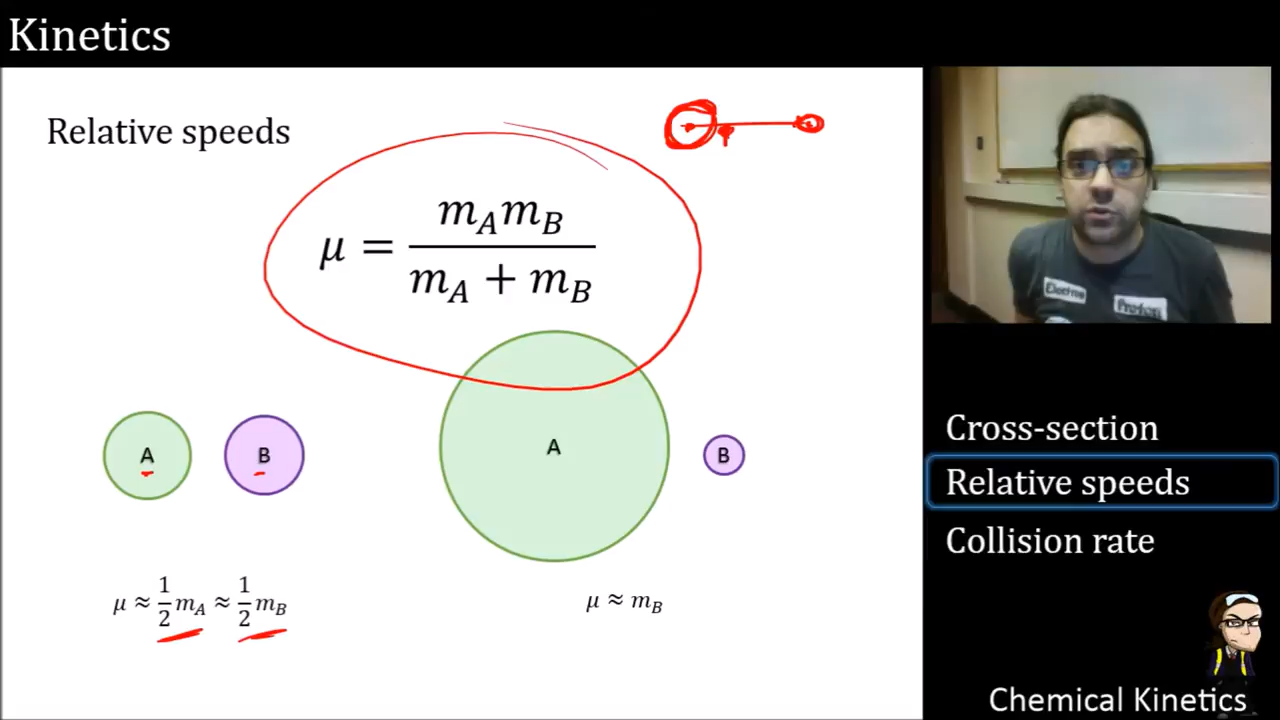 Kinetics
Relative speeds
μ = m_A m_B / (m_A + m_B)
A
B
A
B
μ ≈ 1/2 m_A ≈ 1/2 m_B
μ ≈ m_B
Cross-section
Relative speeds
Collision rate
Chemical Kinetics